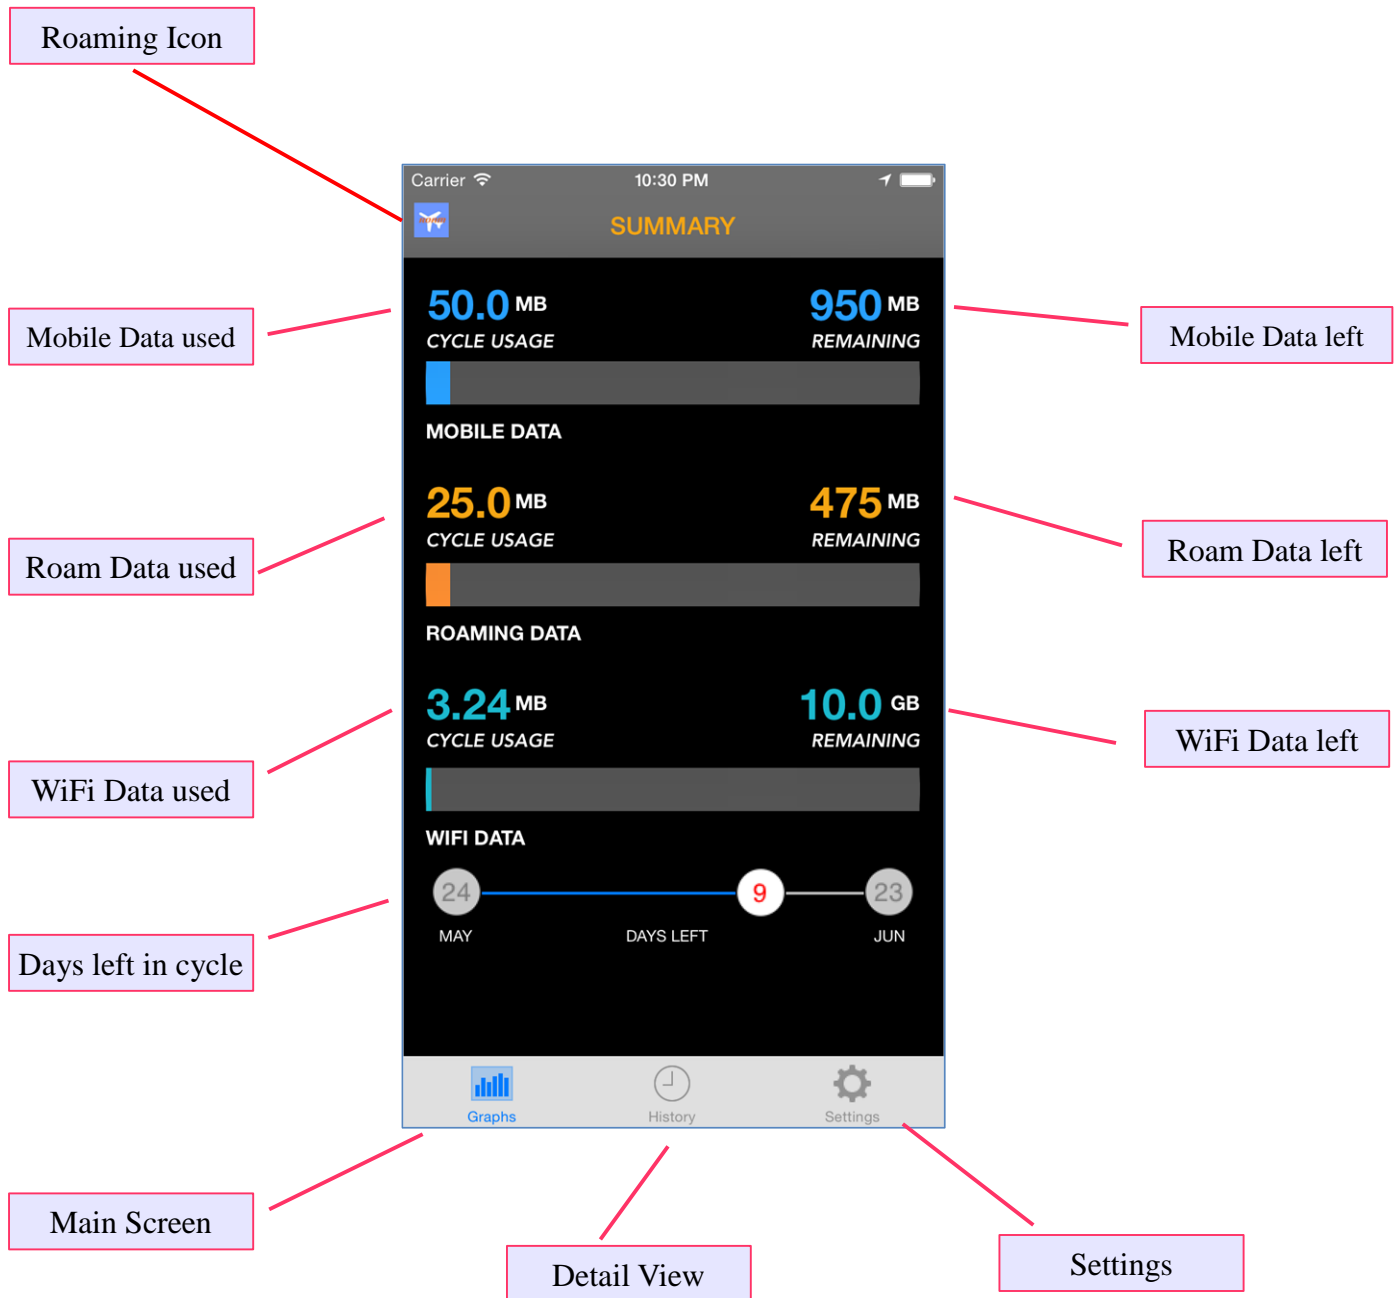 Roaming Icon
Carrier
10:30 PM
SUMMARY
50.0 MB
950 MB
CYCLE USAGE
REMAINING
Mobile Data used
Mobile Data left
MOBILE DATA
25.0 MB
475 MB
CYCLE USAGE
REMAINING
Roam Data used
Roam Data left
ROAMING DATA
3.24 MB
10.0 GB
CYCLE USAGE
REMAINING
WiFi Data used
WiFi Data left
WIFI DATA
24
9
23
MAY
DAYS LEFT
JUN
Days left in cycle
Graphs
History
Settings
Main Screen
Detail View
Settings